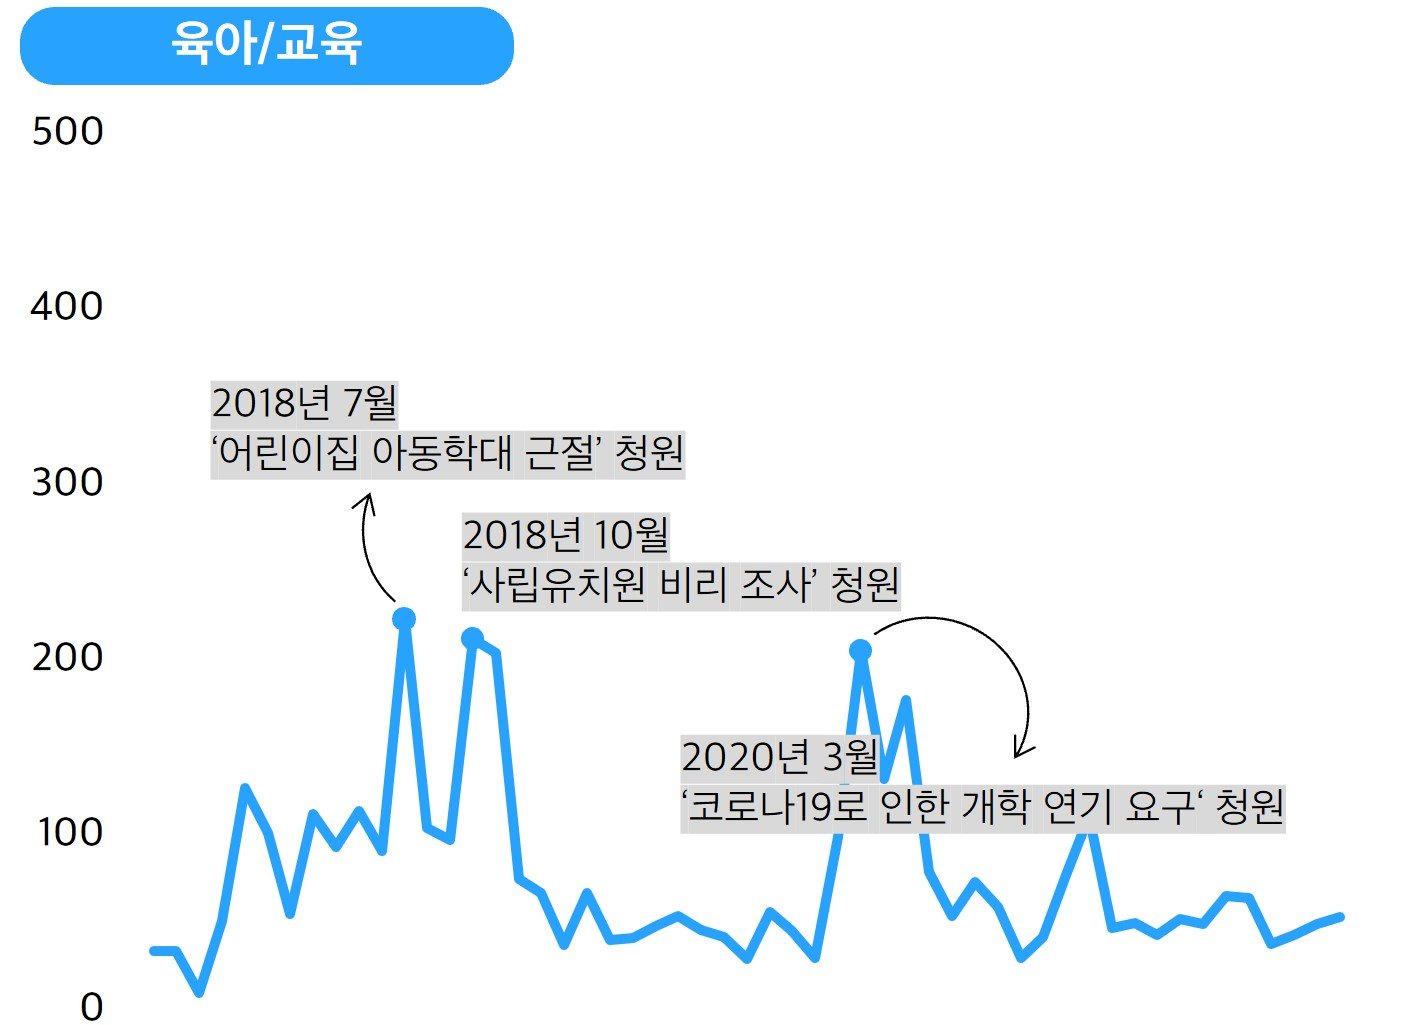 육아/교육
500
400
2018년 7월
‘어린이집 아동학대 근절’ 청원
300
2018년 10월
‘사립유치원 비리 조사’ 청원
200
2020년 3월
‘코로나19로 인한 개학 연기 요구‘ 청원
100
0